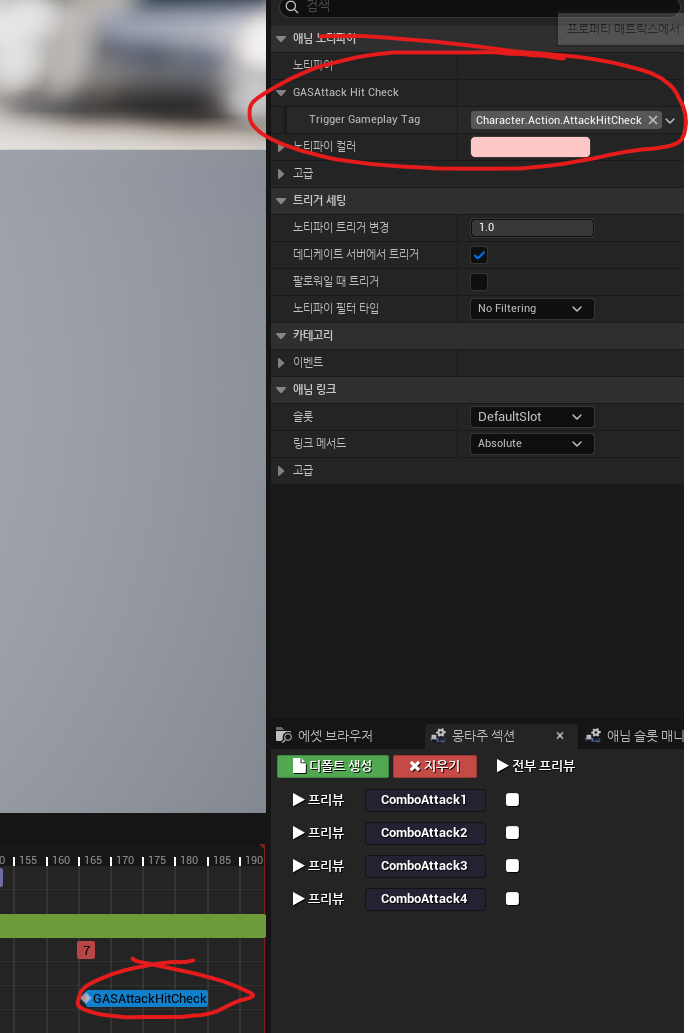 검색
프로퍼티 매트릭스에서
애님 노티파이
노티파이
GASAttack Hit Check
Trigger Gameplay Tag
Character.Action.AttackHitCheck
노티파이 컬러
고급
트리거 세팅
노티파이 트리거 변경
1.0
데디케이트 서버에서 트리거
팔로워일 때 트리거
노티파이 필터 타입
No Filtering
카테고리
이벤트
애님 링크
슬롯
DefaultSlot
링크 메서드
Absolute
고급
에셋 브라우저
몽타주 섹션
애님 슬롯 매니
디폴트 생성
지우기
전부 프리뷰
프리뷰
ComboAttack1
프리뷰
ComboAttack2
프리뷰
ComboAttack3
프리뷰
ComboAttack4
0 155 160 165 170 175 180 185 190
7
GASAttackHitCheck